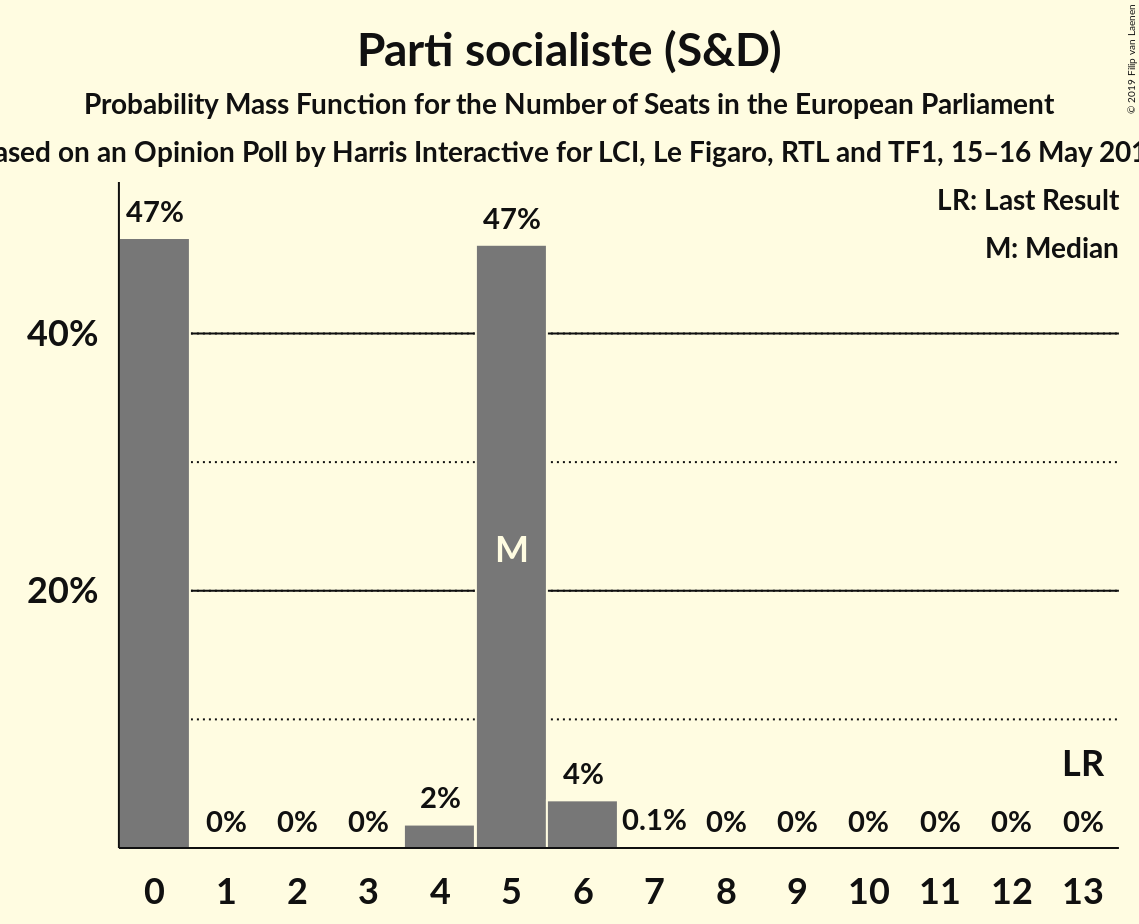 Parti socialiste (S&D)
Probability Mass Function for the Number of Seats in the European Parliament
ased on an Opinion Poll by Harris Interactive for LCI, Le Figaro, RTL and TF1, 15–16 May 201
© 2019 Filip van Laenen
LR: Last Result
M: Median
47% 47%
40%
M
20%
LR
2% 4%
0% 0% 0% 0.1% 0% 0% 0% 0% 0% 0%
0 1 2 3 4 5 6 7 8 9 10 11 12 13